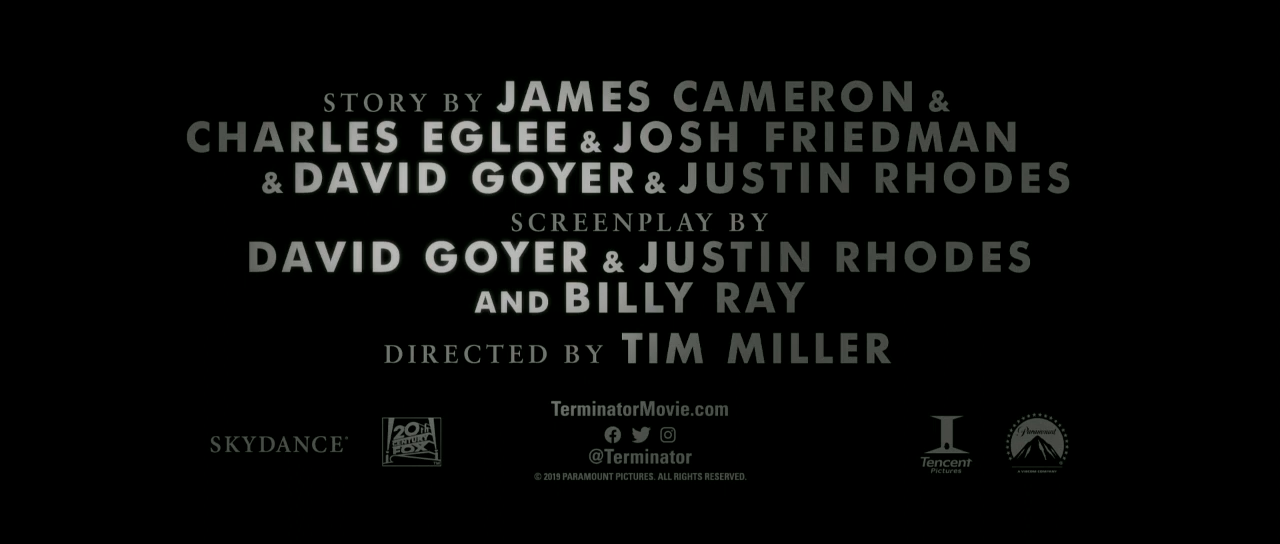 STORY BY JAMES CAMERON &
CHARLES EGLEE & JOSH FRIEDMAN
& DAVID GOYER & JUSTIN RHODES
SCREENPLAY BY
DAVID GOYER & JUSTIN RHODES
AND BILLY RAY
DIRECTED BY TIM MILLER
TerminatorMovie.com
@Terminator
© 2019 PARAMOUNT PICTURES. ALL RIGHTS RESERVED.
SKYDANCE
20th
CENTURY
FOX
Tencent
Pictures
Paramount